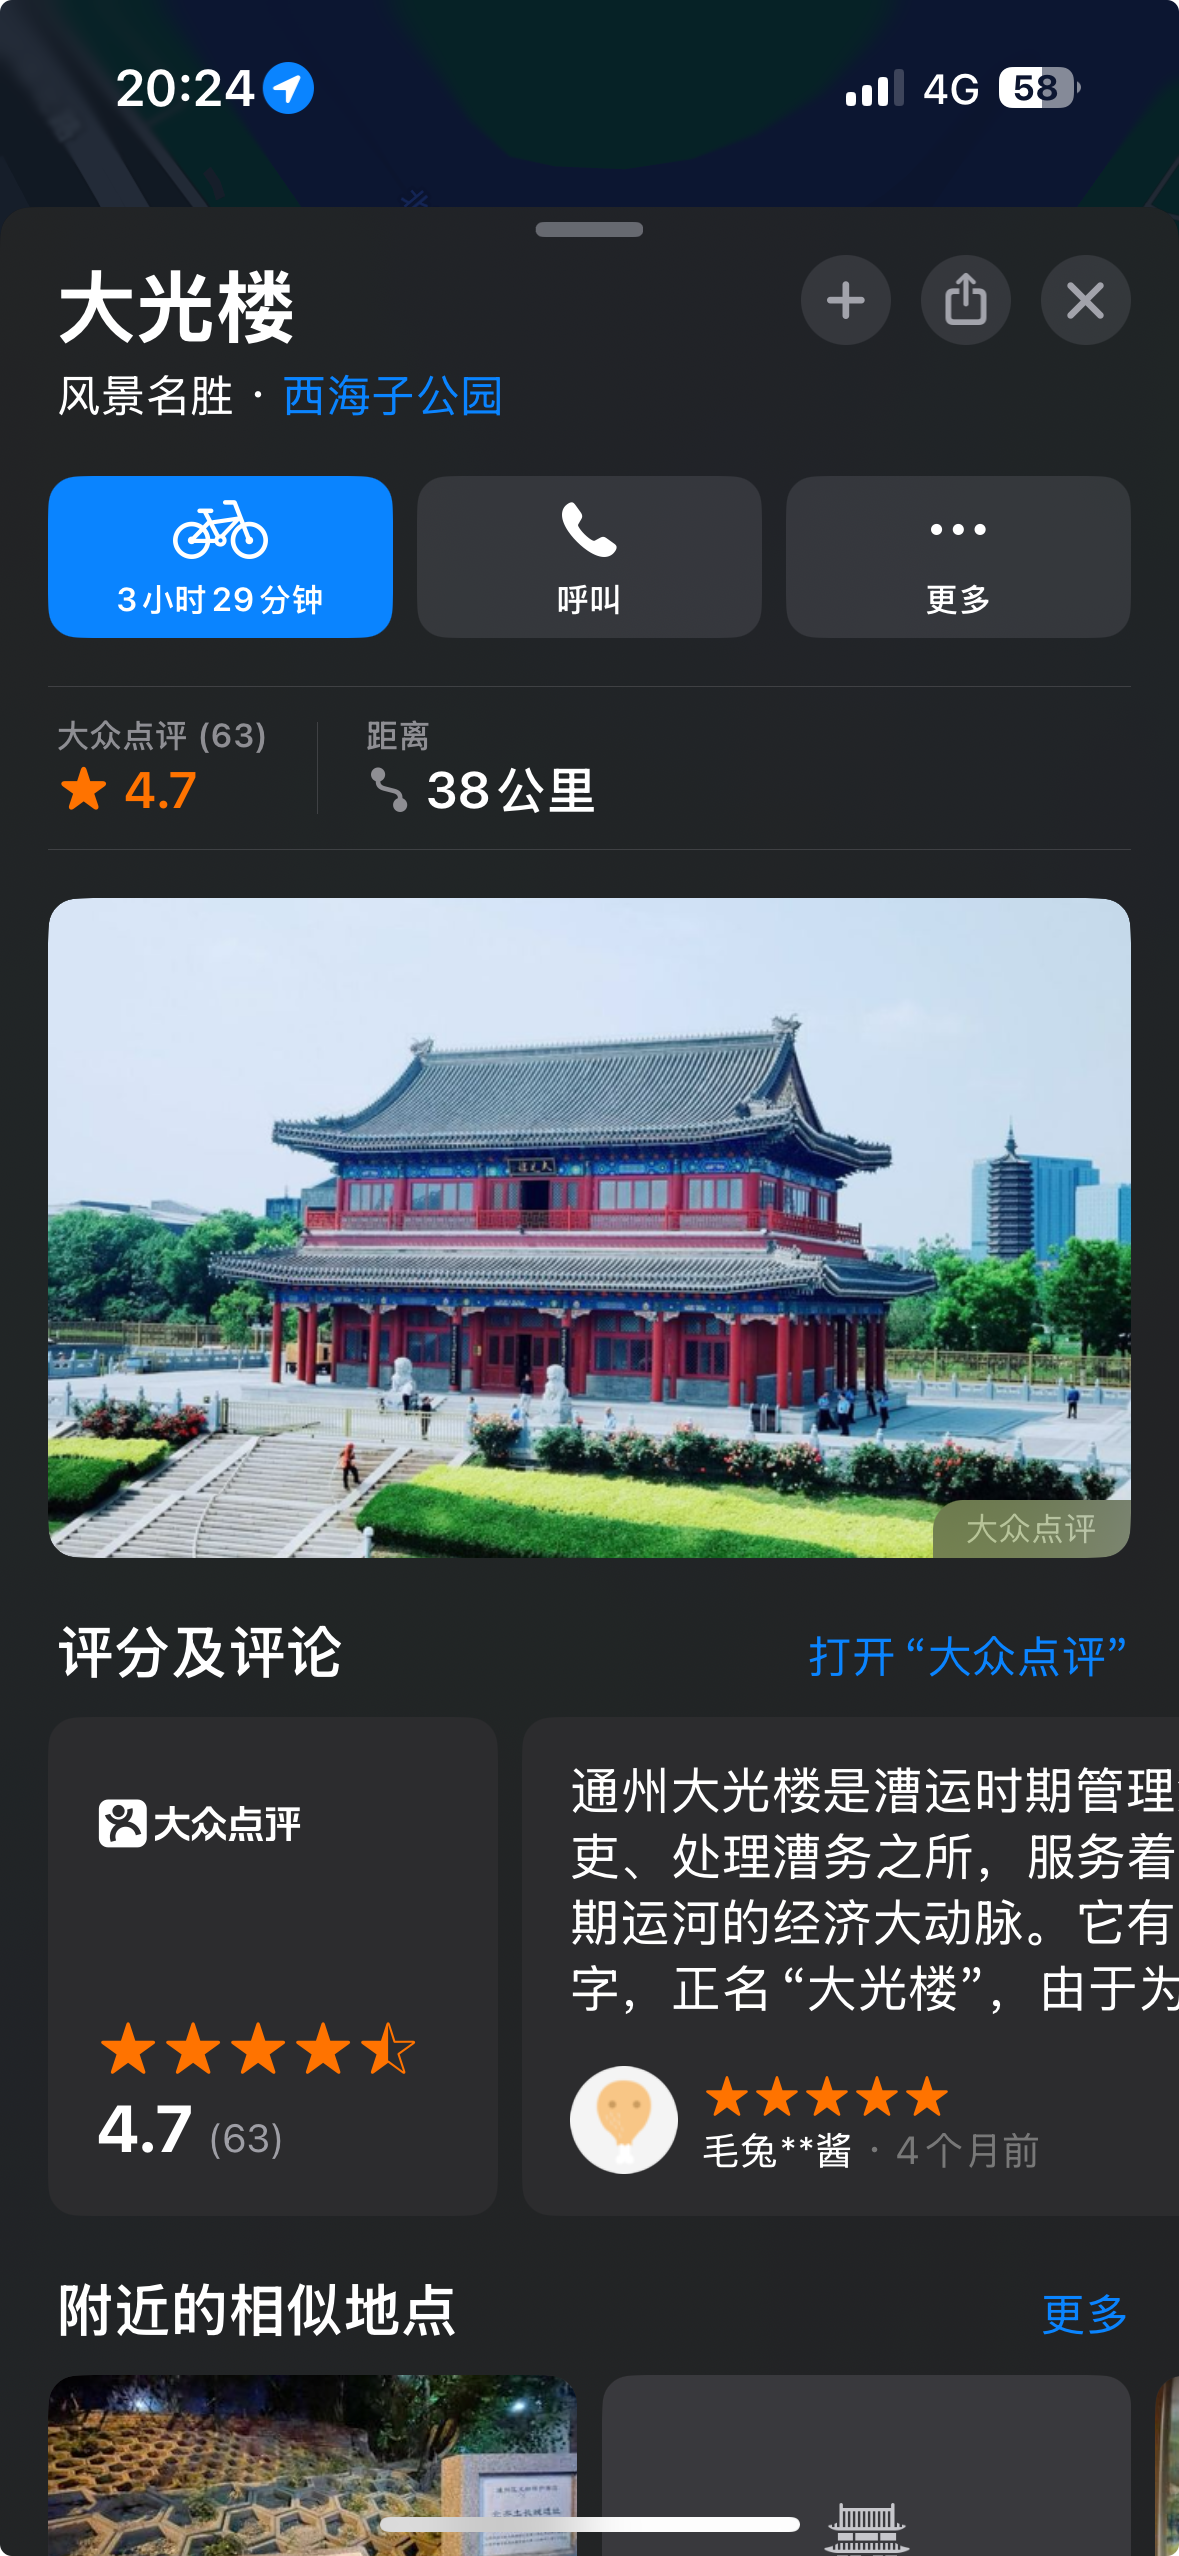 20:24
4G
58
大光楼
风景名胜 · 西海子公园
3小时29分钟
呼叫
更多
大众点评 (63)
距离
4.7
38公里
大众点评
评分及评论
打开“大众点评”
大众点评
4.7 (63)
通州大光楼是漕运时期管理
吏、处理漕务之所，服务着
期运河的经济大动脉。它有
字，正名“大光楼”，由于为
毛兔**酱 · 4个月前
附近的相似地点
更多